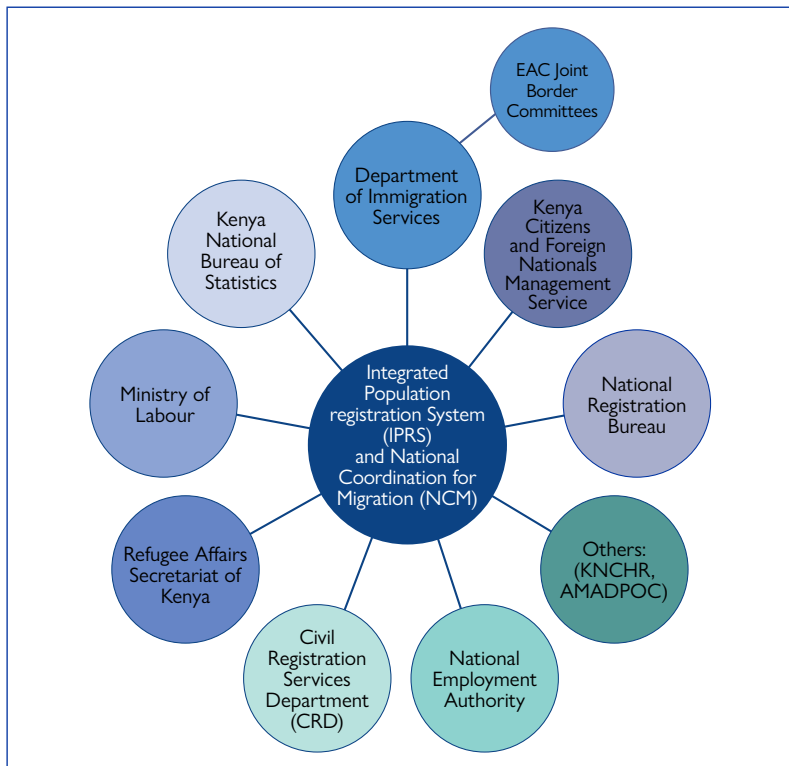 EAC Joint
Border
Committees
Department
of Immigration
Services
Kenya
Citizens
and Foreign
Nationals
Management
Service
Kenya
National
Bureau of
Statistics
Integrated
Population
registration System
(IPRS)
and National
Coordination for
Migration (NCM)
Ministry of
Labour
National
Registration
Bureau
Refugee Affairs
Secretariat of
Kenya
Others:
(KNCHR,
AMADPOC)
Civil
Registration
Services
Department
(CRD)
National
Employment
Authority